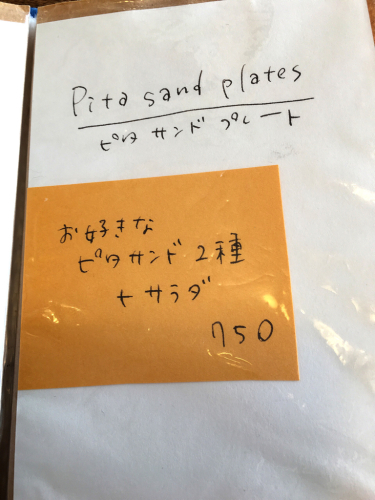 Pita sand plates
ピタ サンド プレート
お好きな
ピタサンド 2種
+ サラダ
750